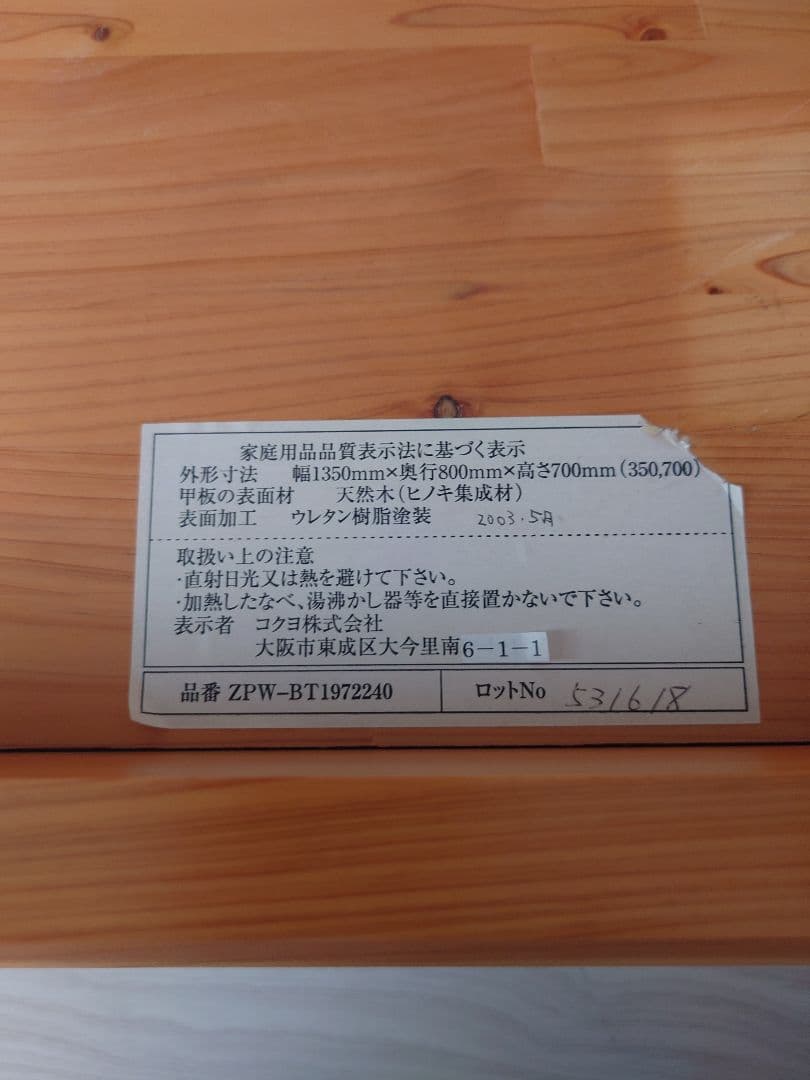 家庭用品品質表示法に基づく表示
外形寸法 幅1350mm×奥行800mm×高さ700mm(350,700)
甲板の表面材 天然木(ヒノキ集成材)
表面加工 ウレタン樹脂塗装 2003.5月
取扱い上の注意
・直射日光又は熱を避けて下さい。
・加熱したなべ、湯沸かし器等を直接置かないで下さい。
表示者 コクヨ株式会社
大阪市東成区大今里南6-1-1
品番 ZPW-BT1972240 ロットNo 531618